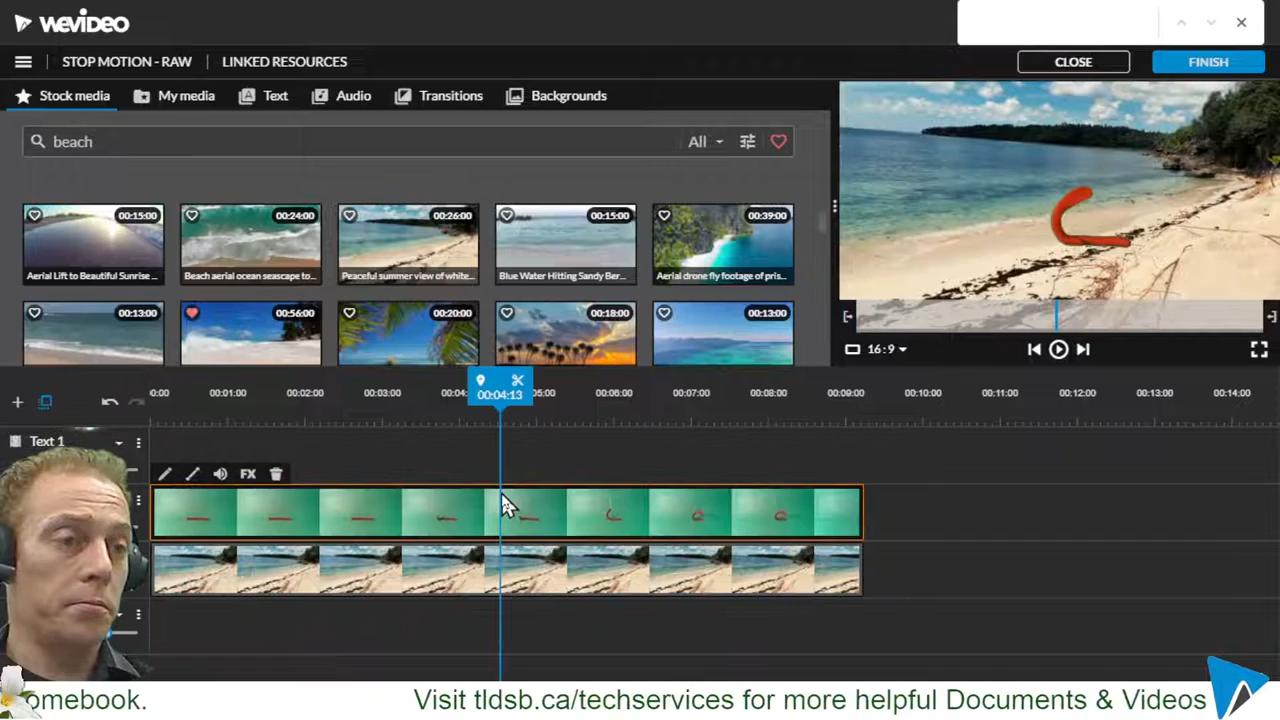 wevideo
STOP MOTION - RAW
LINKED RESOURCES
CLOSE
FINISH
Stock media
My media
Text
Audio
Transitions
Backgrounds
beach
All
00:15:00
Aerial Lift to Beautiful Sunrise ...
00:24:00
Beach aerial ocean seascape to...
00:26:00
Peaceful summer view of white...
00:15:00
Blue Water Hitting Sandy Ber...
00:39:00
Aerial drone fly footage of pris...
00:13:00
00:56:00
00:20:00
00:18:00
00:13:00
16:9
00:04:13
0:00
00:01:00
00:02:00
00:03:00
00:04:
05:00
00:06:00
00:07:00
00:08:00
00:09:00
00:10:00
00:11:00
00:12:00
00:13:00
00:14:00
Text 1
FX
omebook.
Visit tldsb.ca/techservices for more helpful Documents & Videos